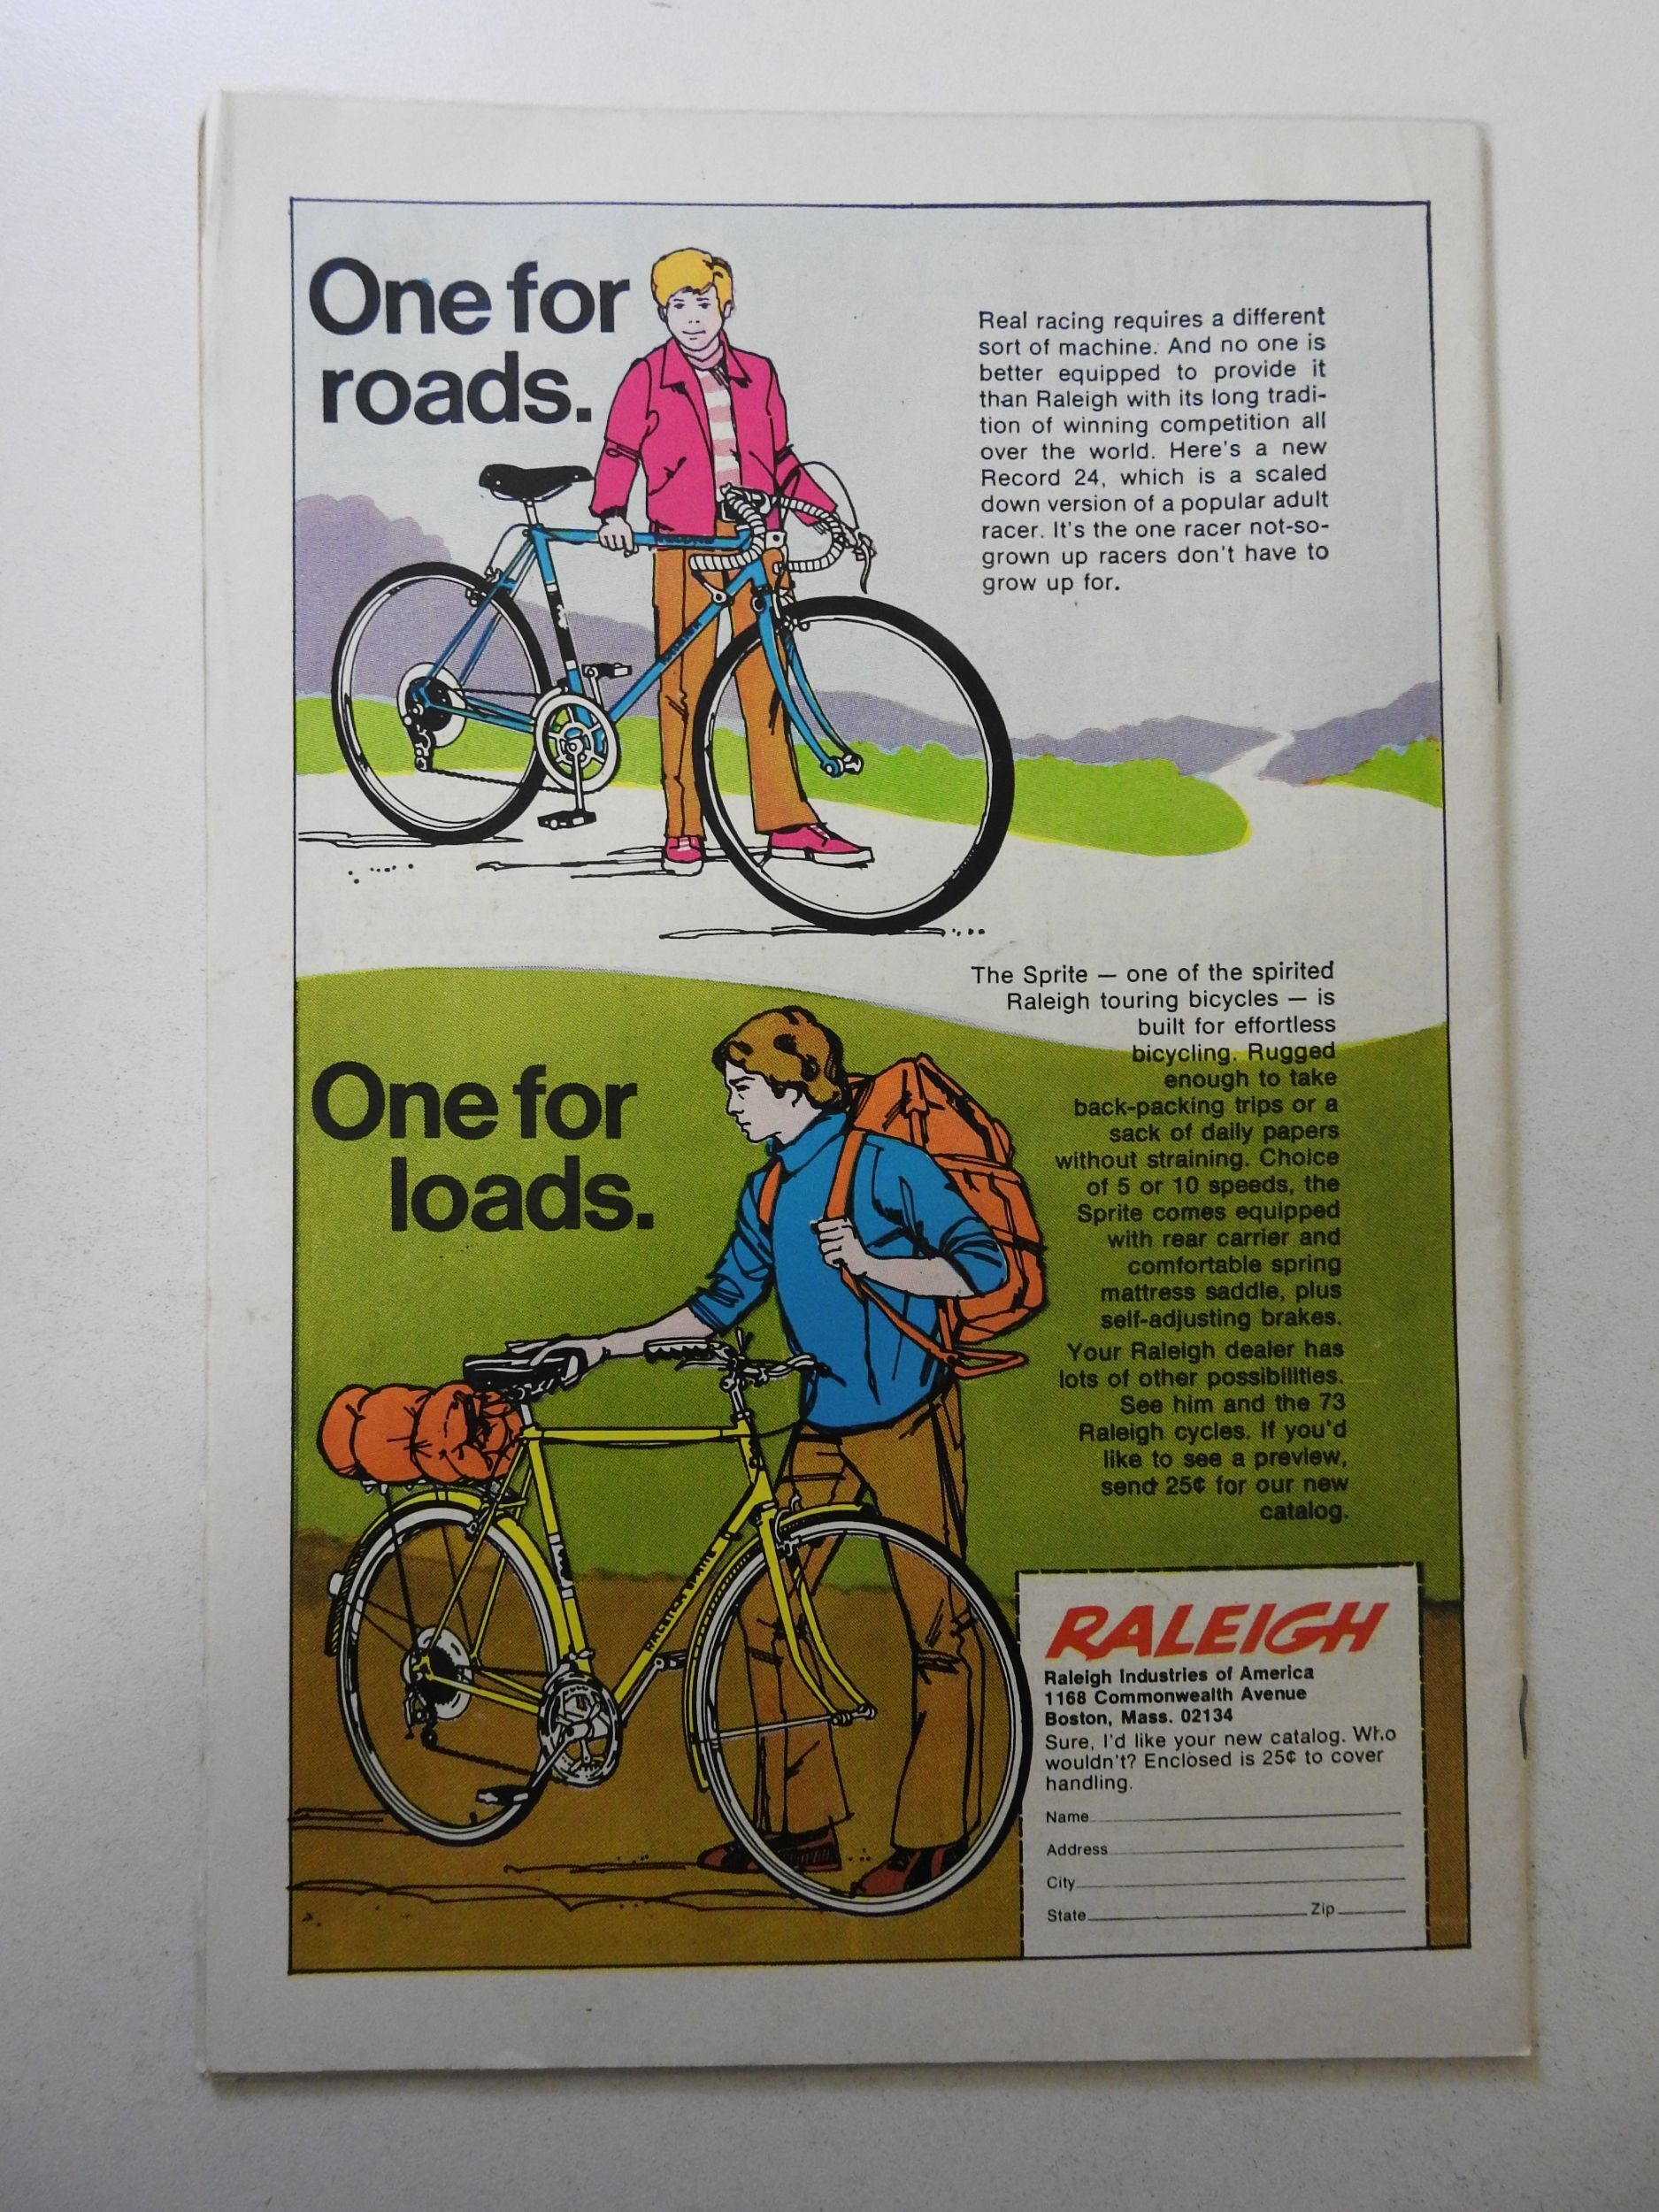 One for
roads.
Real racing requires a different
sort of machine. And no one is
better equipped to provide it
than Raleigh with its long tradi-
tion of winning competition all
over the world. Here's a new
Record 24, which is a scaled
down version of a popular adult
racer. It's the one racer not-so-
grown up racers don't have to
grow up for.
RALEIGH
One for
loads.
The Sprite — one of the spirited
Raleigh touring bicycles — is
built for effortless
bicycling. Rugged
enough to take
back-packing trips or a
sack of daily papers
without straining. Choice
of 5 or 10 speeds, the
Sprite comes equipped
with rear carrier and
comfortable spring
mattress saddle, plus
self-adjusting brakes.
Your Raleigh dealer has
lots of other possibilities.
See him and the 73
Raleigh cycles. If you'd
like to see a preview,
send 25¢ for our new
catalog.
RALEIGH SPRITE
RALEIGH
Raleigh Industries of America
1168 Commonwealth Avenue
Boston, Mass. 02134
Sure, I'd like your new catalog. Who
wouldn't? Enclosed is 25¢ to cover
handling.
Name
Address
City
State Zip